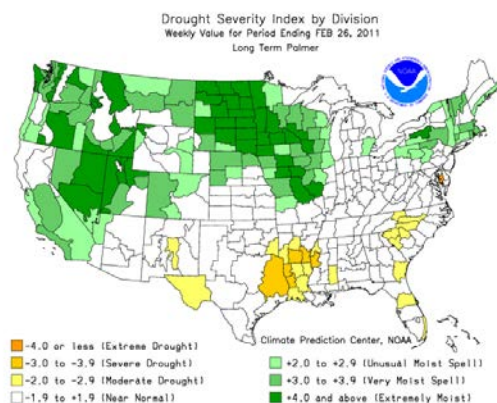 Drought Severity Index by Division
Weekly Value for Period Ending FEB 26, 2011
Long Term Palmer
NOAA
Climate Prediction Center, NOAA
-4.0 or less (Extreme Drought)
-3.0 to -3.9 (Severe Drought)
-2.0 to -2.9 (Moderate Drought)
-1.9 to +1.9 (Near Normal)
+2.0 to +2.9 (Unusual Moist Spell)
+3.0 to +3.9 (Very Moist Spell)
+4.0 and above (Extremely Moist)